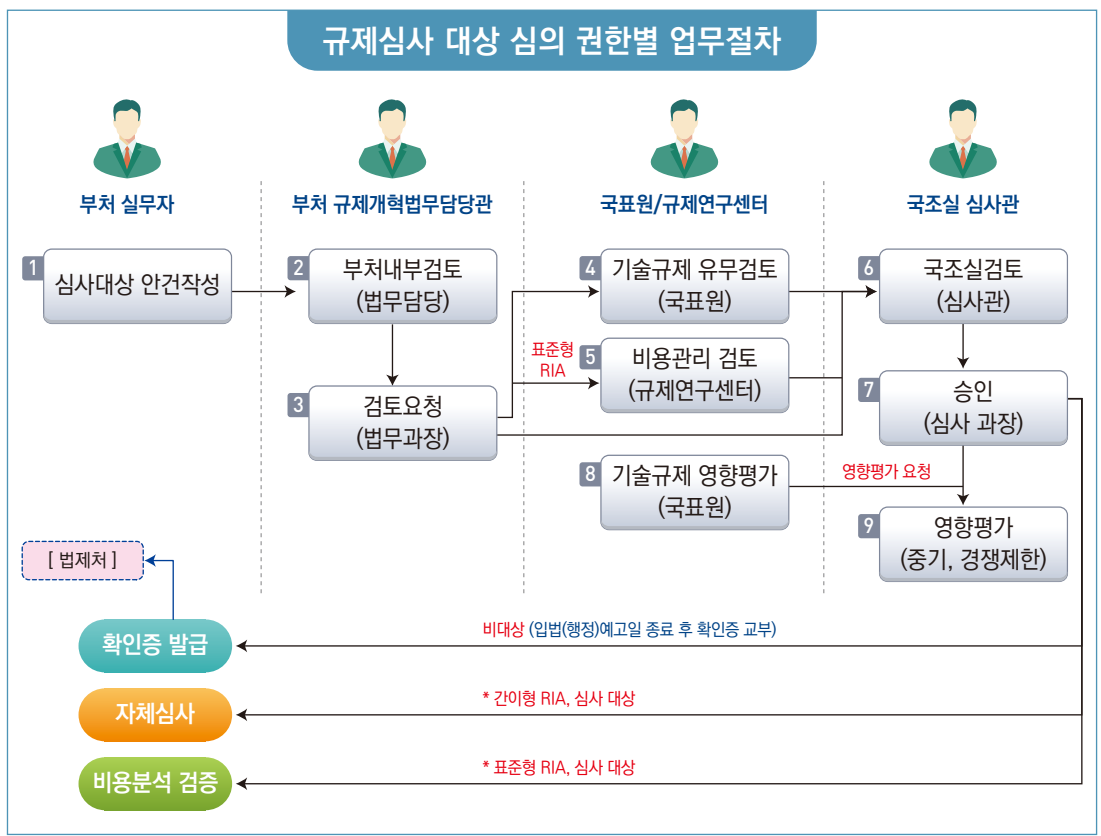 규제심사 대상 심의 권한별 업무절차
부처 실무자
부처 규제개혁법무담당관
국표원/규제연구센터
국조실 심사관
1
심사대상 안건작성
2
부처내부검토
(법무담당)
3
검토요청
(법무과장)
표준형
RIA
4
기술규제 유무검토
(국표원)
5
비용관리 검토
(규제연구센터)
6
국조실검토
(심사관)
7
승인
(심사 과장)
8
기술규제 영향평가
(국표원)
영향평가 요청
9
영향평가
(중기, 경쟁제한)
[ 법제처 ]
확인증 발급
비대상 (입법(행정)예고일 종료 후 확인증 교부)
자체심사
* 간이형 RIA, 심사 대상
비용분석 검증
* 표준형 RIA, 심사 대상